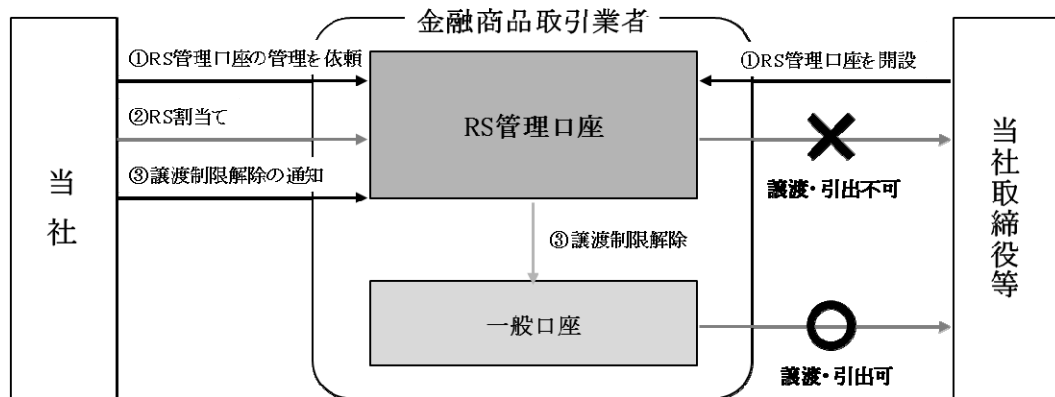 金融商品取引業者
①RS管理口座の管理を依頼
①RS管理口座を開設
②RS割当て
RS管理口座
③譲渡制限解除の通知
譲渡・引出不可
当社
当社取締役等
③譲渡制限解除
一般口座
譲渡・引出可